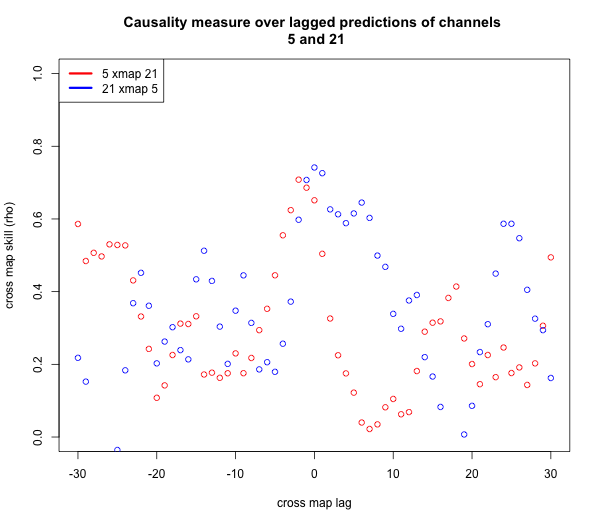 Causality measure over lagged predictions of channels
5 and 21
5 xmap 21
21 xmap 5
cross map skill (rho)
1.0
0.8
0.6
0.4
0.2
0.0
-30 -20 -10 0 10 20 30
cross map lag